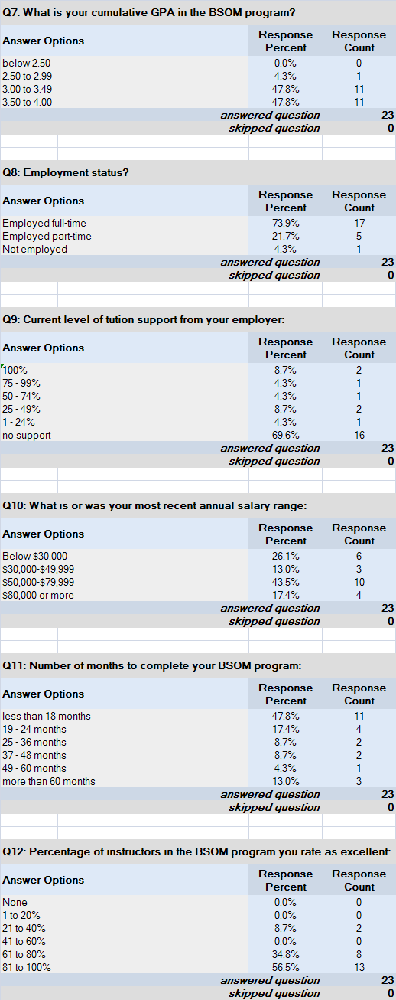 Q7: What is your cumulative GPA in the BSOM program?
Answer Options Response Percent Response Count
below 2.50 0.0% 0
2.50 to 2.99 4.3% 1
3.00 to 3.49 47.8% 11
3.50 to 4.00 47.8% 11
answered question 23
skipped question 0
Q8: Employment status?
Answer Options Response Percent Response Count
Employed full-time 73.9% 17
Employed part-time 21.7% 5
Not employed 4.3% 1
answered question 23
skipped question 0
Q9: Current level of tution support from your employer:
Answer Options Response Percent Response Count
100% 8.7% 2
75 - 99% 4.3% 1
50 - 74% 4.3% 1
25 - 49% 8.7% 2
1 - 24% 4.3% 1
no support 69.6% 16
answered question 23
skipped question 0
Q10: What is or was your most recent annual salary range:
Answer Options Response Percent Response Count
Below $30,000 26.1% 6
$30,000-$49,999 13.0% 3
$50,000-$79,999 43.5% 10
$80,000 or more 17.4% 4
answered question 23
skipped question 0
Q11: Number of months to complete your BSOM program:
Answer Options Response Percent Response Count
less than 18 months 47.8% 11
19 - 24 months 17.4% 4
25 - 36 months 8.7% 2
37 - 48 months 8.7% 2
49 - 60 months 4.3% 1
more than 60 months 13.0% 3
answered question 23
skipped question 0
Q12: Percentage of instructors in the BSOM program you rate as excellent:
Answer Options Response Percent Response Count
None 0.0% 0
1 to 20% 0.0% 0
21 to 40% 8.7% 2
41 to 60% 0.0% 0
61 to 80% 34.8% 8
81 to 100% 56.5% 13
answered question 23
skipped question 0